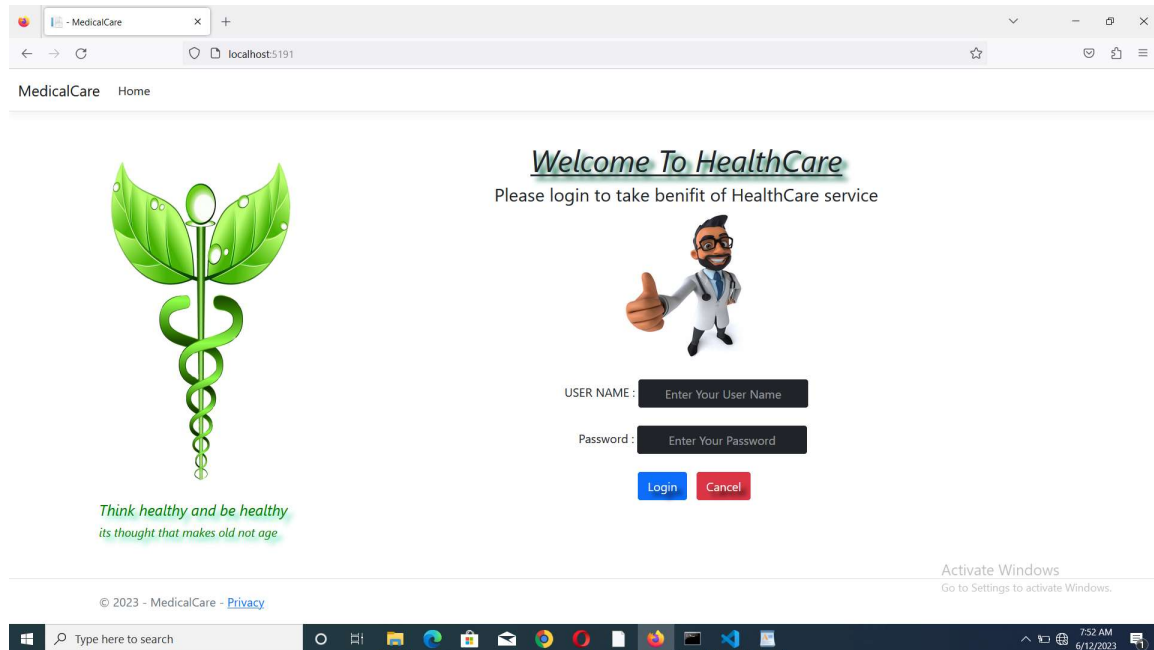 - MedicalCare
localhost:5191
MedicalCare Home
Welcome To HealthCare
Please login to take benifit of HealthCare service
USER NAME : Enter Your User Name
Password : Enter Your Password
Login Cancel
Think healthy and be healthy
its thought that makes old not age
Activate Windows
Go to Settings to activate Windows.
© 2023 - MedicalCare - Privacy
Type here to search
7:52 AM
6/12/2023
1